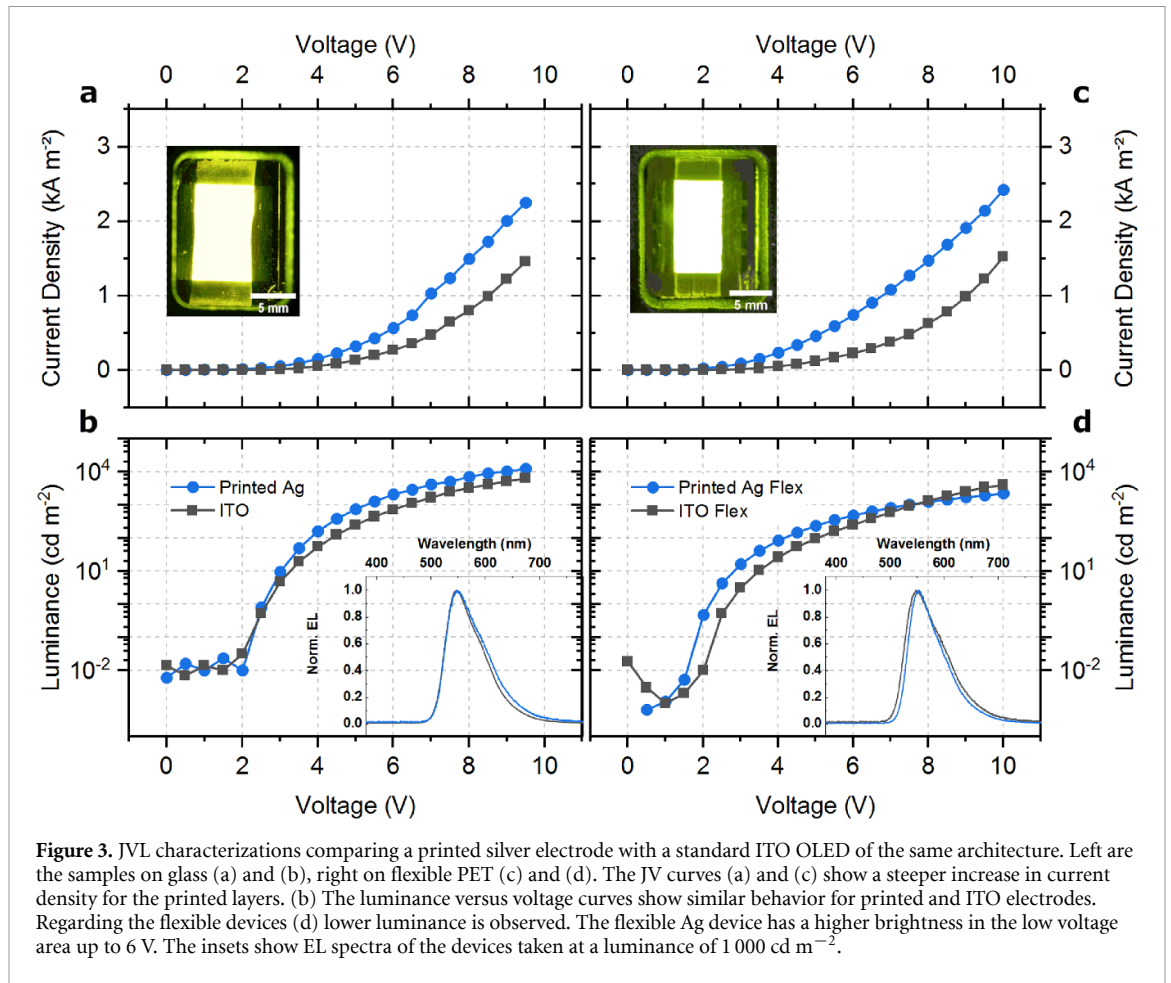 Voltage (V)
0 2 4 6 8 10
a
Current Density (kA m⁻²)
3
2
1
0
5 mm
Voltage (V)
0 2 4 6 8 10
c
Current Density (kA m⁻²)
3
2
1
0
5 mm
b
Luminance (cd m⁻²)
10⁴
10¹
10⁻²
Printed Ag
ITO
Wavelength (nm)
400 500 600 700
Norm. EL
1.0
0.8
0.6
0.4
0.2
0.0
0 2 4 6 8 10
Voltage (V)
d
Luminance (cd m⁻²)
10⁴
10¹
10⁻²
Printed Ag Flex
ITO Flex
Wavelength (nm)
400 500 600 700
Norm. EL
1.0
0.8
0.6
0.4
0.2
0.0
0 2 4 6 8 10
Voltage (V)
Figure 3. JVL characterizations comparing a printed silver electrode with a standard ITO OLED of the same architecture. Left are
the samples on glass (a) and (b), right on flexible PET (c) and (d). The JV curves (a) and (c) show a steeper increase in current
density for the printed layers. (b) The luminance versus voltage curves show similar behavior for printed and ITO electrodes.
Regarding the flexible devices (d) lower luminance is observed. The flexible Ag device has a higher brightness in the low voltage
area up to 6 V. The insets show EL spectra of the devices taken at a luminance of 1 000 cd m⁻².